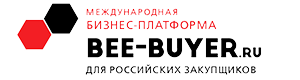 МЕЖДУНАРОДНАЯ
БИЗНЕС-ПЛАТФОРМА
BEE-BUYER.RU
ДЛЯ РОССИЙСКИХ ЗАКУПЩИКОВ